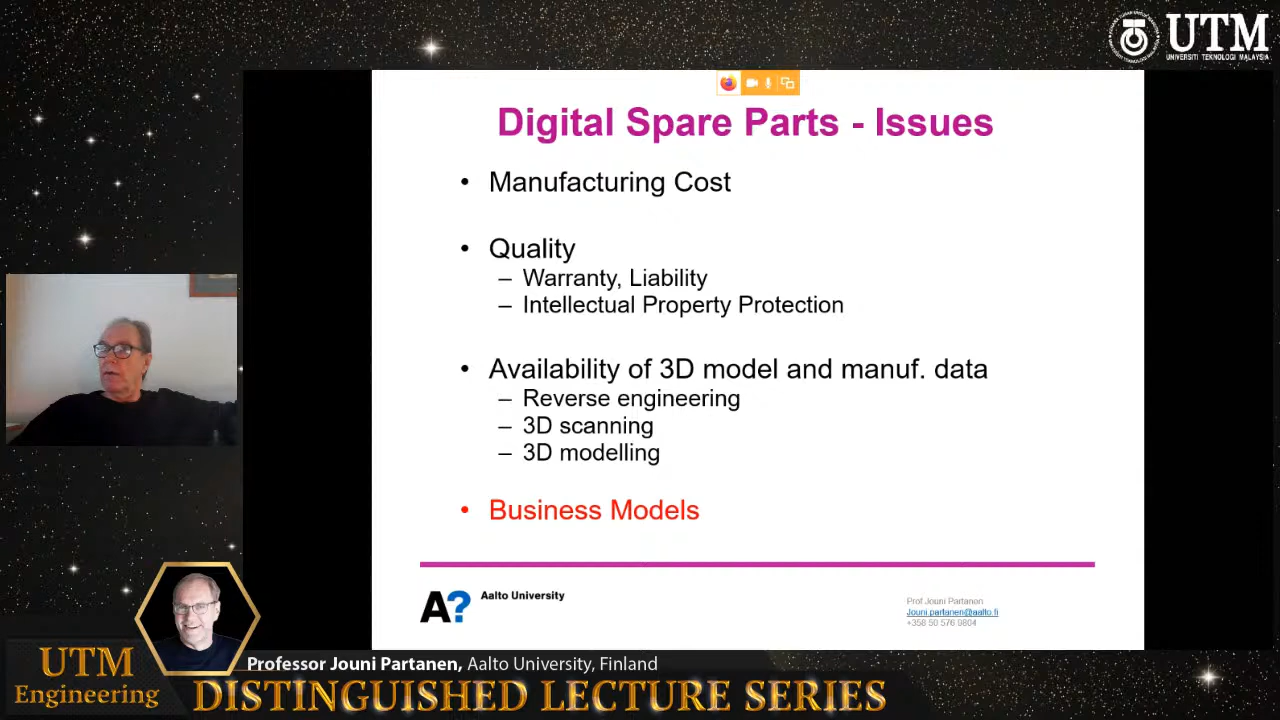 UTM
UNIVERSITI TEKNOLOGI MALAYSIA
Digital Spare Parts - Issues
• Manufacturing Cost
• Quality
– Warranty, Liability
– Intellectual Property Protection
• Availability of 3D model and manuf. data
– Reverse engineering
– 3D scanning
– 3D modelling
• Business Models
A?
Aalto University
Prof Jouni Partanen
Jouni.partanen@aalto.fi
+358 50 576 9804
UTM
Engineering
Professor Jouni Partanen, Aalto University, Finland
DISTINGUISHED LECTURE SERIES